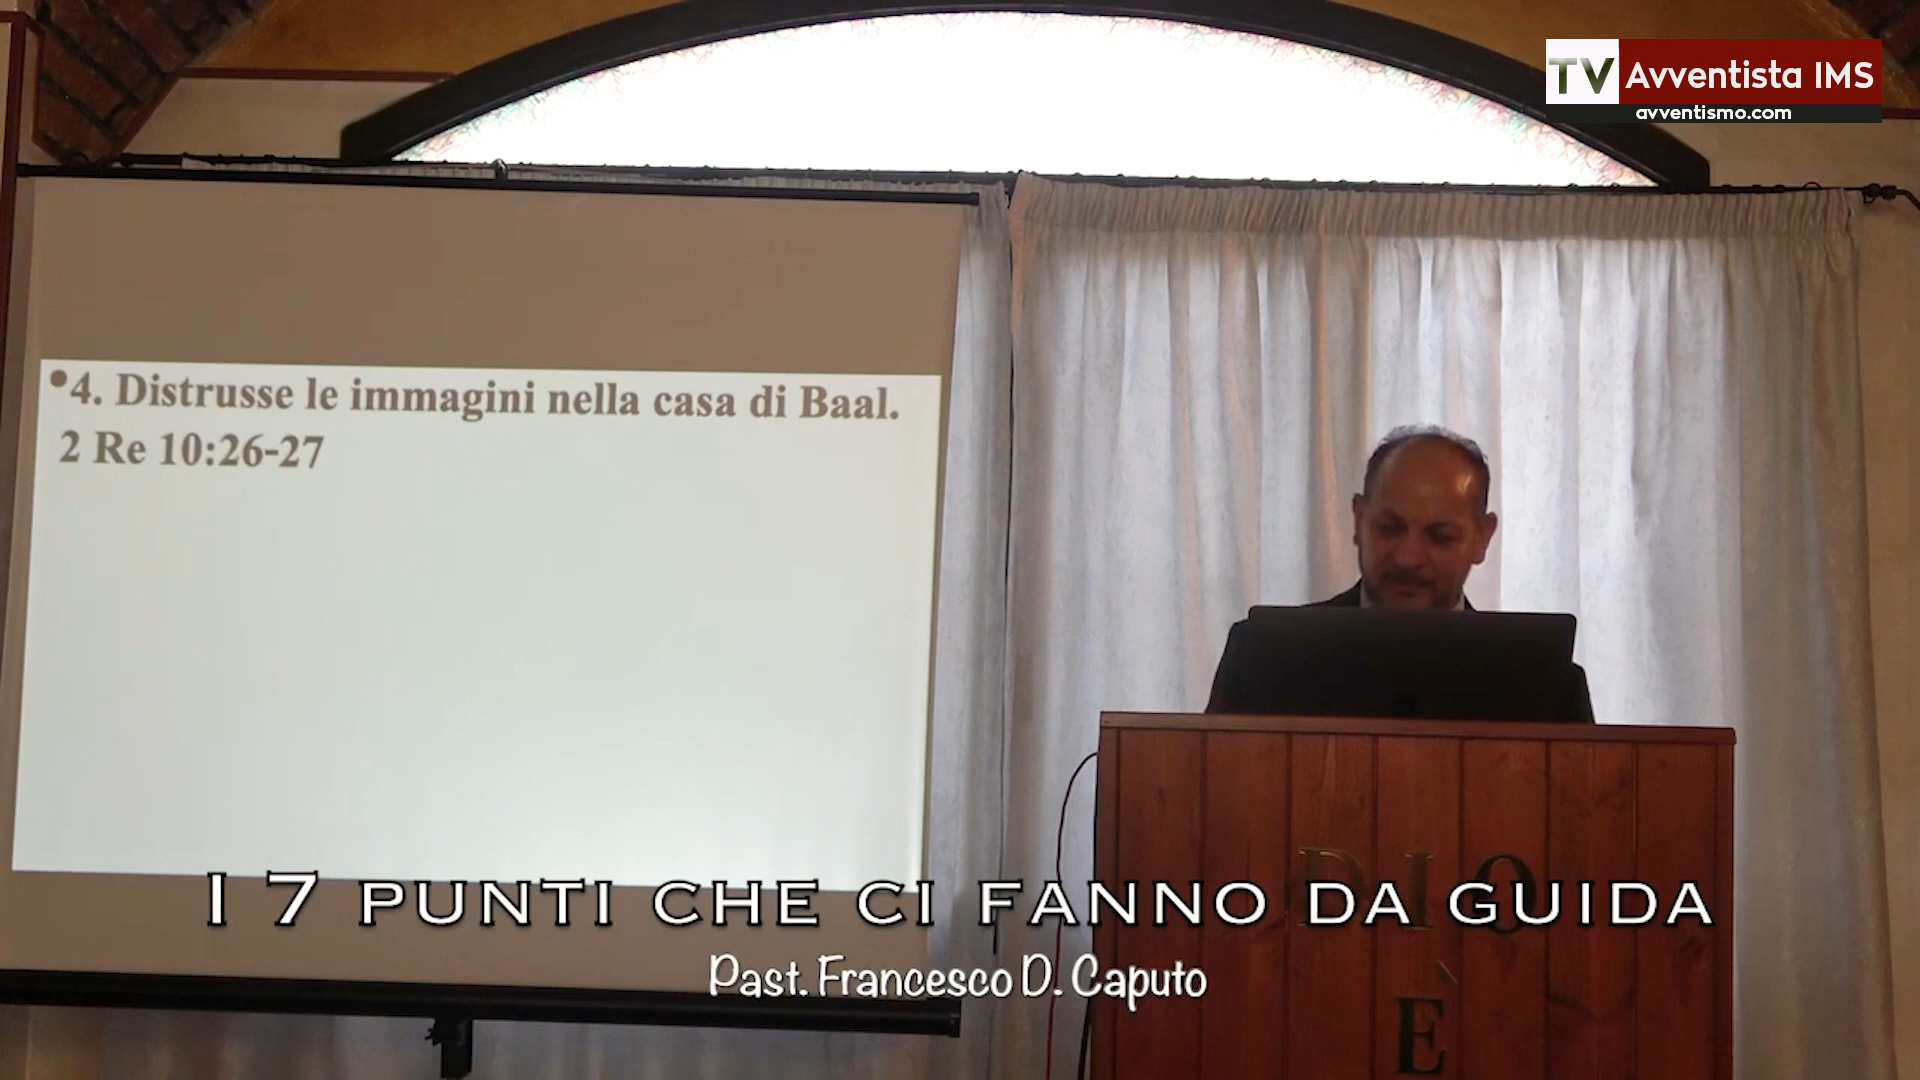 TV Avventista IMS
avventismo.com
•4. Distrusse le immagini nella casa di Baal.
2 Re 10:26-27
I 7 PUNTI CHE CI FANNO DA GUIDA
Past. Francesco D. Caputo
DIO
È